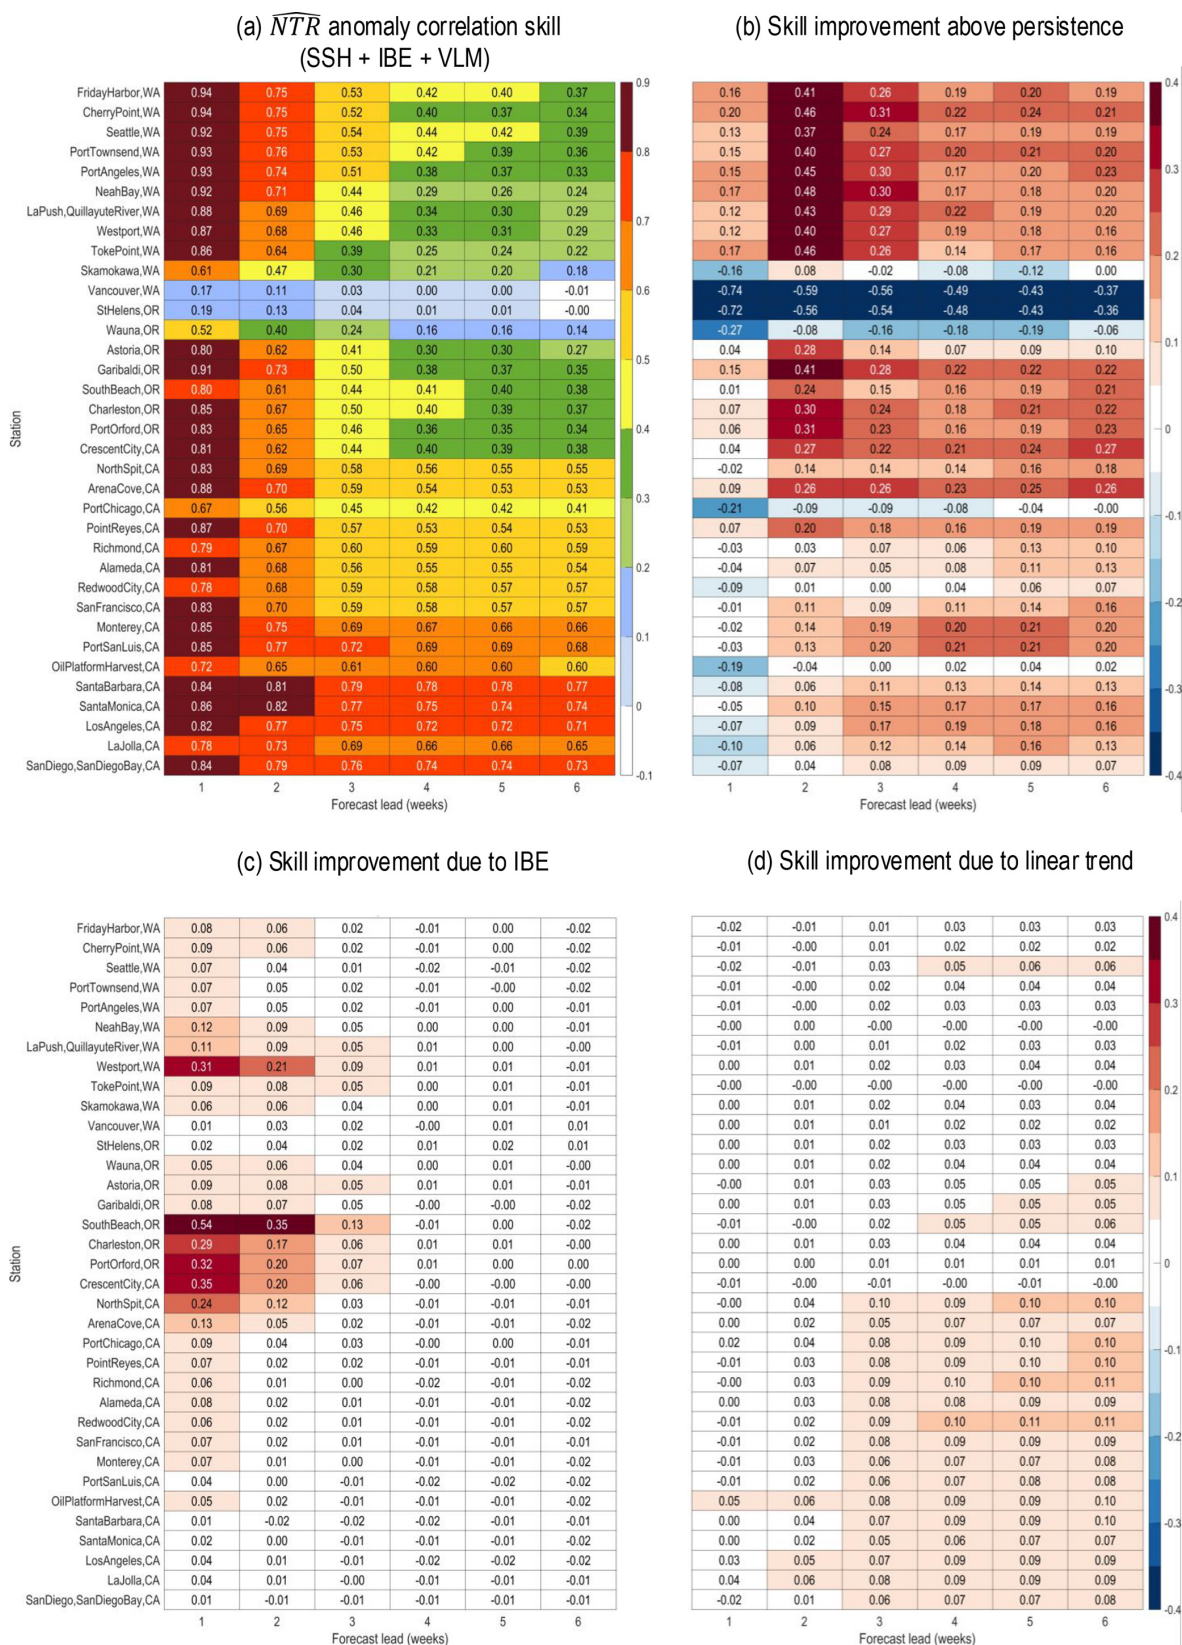 (a) NTR anomaly correlation skill
(SSH + IBE + VLM)
Station
FridayHarbor,WA 0.94 0.75 0.53 0.42 0.40 0.37
CherryPoint,WA 0.94 0.75 0.52 0.40 0.37 0.34
Seattle,WA 0.92 0.75 0.54 0.44 0.42 0.39
PortTownsend,WA 0.93 0.76 0.53 0.42 0.39 0.36
PortAngeles,WA 0.93 0.74 0.51 0.38 0.37 0.33
NeahBay,WA 0.92 0.71 0.44 0.29 0.26 0.24
LaPush,QuillayuteRiver,WA 0.88 0.69 0.46 0.34 0.30 0.29
Westport,WA 0.87 0.68 0.46 0.33 0.31 0.29
TokePoint,WA 0.86 0.64 0.39 0.25 0.24 0.22
Skamokawa,WA 0.61 0.47 0.30 0.21 0.20 0.18
Vancouver,WA 0.17 0.11 0.03 0.00 0.00 -0.01
StHelens,OR 0.19 0.13 0.04 0.01 0.01 -0.00
Wauna,OR 0.52 0.40 0.24 0.16 0.16 0.14
Astoria,OR 0.80 0.62 0.41 0.30 0.30 0.27
Garibaldi,OR 0.91 0.73 0.50 0.38 0.37 0.35
SouthBeach,OR 0.80 0.61 0.44 0.41 0.40 0.38
Charleston,OR 0.85 0.67 0.50 0.40 0.39 0.37
PortOrford,OR 0.83 0.65 0.46 0.36 0.35 0.34
CrescentCity,CA 0.81 0.62 0.44 0.40 0.39 0.38
NorthSpit,CA 0.83 0.69 0.58 0.56 0.55 0.55
ArenaCove,CA 0.88 0.70 0.59 0.54 0.53 0.53
PortChicago,CA 0.67 0.56 0.45 0.42 0.42 0.41
PointReyes,CA 0.87 0.70 0.57 0.53 0.54 0.53
Richmond,CA 0.79 0.67 0.60 0.59 0.60 0.59
Alameda,CA 0.81 0.68 0.56 0.55 0.55 0.54
RedwoodCity,CA 0.78 0.68 0.59 0.58 0.57 0.57
SanFrancisco,CA 0.83 0.70 0.59 0.58 0.57 0.57
Monterey,CA 0.85 0.75 0.69 0.67 0.66 0.66
PortSanLuis,CA 0.85 0.77 0.72 0.69 0.69 0.68
OilPlatformHarvest,CA 0.72 0.65 0.61 0.60 0.60 0.60
SantaBarbara,CA 0.84 0.81 0.79 0.78 0.78 0.77
SantaMonica,CA 0.86 0.82 0.77 0.75 0.74 0.74
LosAngeles,CA 0.82 0.77 0.75 0.72 0.72 0.71
LaJolla,CA 0.78 0.73 0.69 0.66 0.66 0.65
SanDiego,SanDiegoBay,CA 0.84 0.79 0.76 0.74 0.74 0.73
1 2 3 4 5 6
Forecast lead (weeks)
0.9
0.8
0.7
0.6
0.5
0.4
0.3
0.2
0.1
0
-0.1
(b) Skill improvement above persistence
0.16 0.41 0.26 0.19 0.20 0.19
0.20 0.46 0.31 0.22 0.24 0.21
0.13 0.37 0.24 0.17 0.19 0.19
0.15 0.40 0.27 0.20 0.21 0.20
0.15 0.45 0.30 0.17 0.20 0.23
0.17 0.48 0.30 0.17 0.18 0.20
0.12 0.43 0.29 0.22 0.19 0.20
0.12 0.40 0.27 0.19 0.18 0.16
0.17 0.46 0.26 0.14 0.17 0.16
-0.16 0.08 -0.02 -0.08 -0.12 0.00
-0.74 -0.59 -0.56 -0.49 -0.43 -0.37
-0.72 -0.56 -0.54 -0.48 -0.43 -0.36
-0.27 -0.08 -0.16 -0.18 -0.19 -0.06
0.04 0.28 0.14 0.07 0.09 0.10
0.15 0.41 0.28 0.22 0.22 0.22
0.01 0.24 0.15 0.16 0.19 0.21
0.07 0.30 0.24 0.18 0.21 0.22
0.06 0.31 0.23 0.16 0.19 0.23
0.04 0.27 0.22 0.21 0.24 0.27
-0.02 0.14 0.14 0.14 0.16 0.18
0.09 0.26 0.26 0.23 0.25 0.26
-0.21 -0.09 -0.09 -0.08 -0.04 -0.00
0.07 0.20 0.18 0.16 0.19 0.19
-0.03 0.03 0.07 0.06 0.13 0.10
-0.04 0.07 0.05 0.08 0.11 0.13
-0.09 0.01 0.00 0.04 0.06 0.07
-0.01 0.11 0.09 0.11 0.14 0.16
-0.02 0.14 0.19 0.20 0.21 0.20
-0.03 0.13 0.20 0.21 0.21 0.20
-0.19 -0.04 0.00 0.02 0.04 0.02
-0.08 0.06 0.11 0.13 0.14 0.13
-0.05 0.10 0.15 0.17 0.17 0.16
-0.07 0.09 0.17 0.19 0.18 0.16
-0.10 0.06 0.12 0.14 0.16 0.13
-0.07 0.04 0.08 0.09 0.09 0.07
1 2 3 4 5 6
Forecast lead (weeks)
0.4
0.3
0.2
0.1
0
-0.1
-0.2
-0.3
-0.4
(c) Skill improvement due to IBE
Station
FridayHarbor,WA 0.08 0.06 0.02 -0.01 0.00 -0.02
CherryPoint,WA 0.09 0.06 0.02 -0.01 0.00 -0.02
Seattle,WA 0.07 0.04 0.01 -0.02 -0.01 -0.02
PortTownsend,WA 0.07 0.05 0.02 -0.01 -0.00 -0.02
PortAngeles,WA 0.07 0.05 0.02 -0.01 0.00 -0.01
NeahBay,WA 0.12 0.09 0.05 0.00 0.00 -0.01
LaPush,QuillayuteRiver,WA 0.11 0.09 0.05 0.01 0.00 -0.00
Westport,WA 0.31 0.21 0.09 0.01 0.01 -0.01
TokePoint,WA 0.09 0.08 0.05 0.00 0.01 -0.01
Skamokawa,WA 0.06 0.06 0.04 0.00 0.01 -0.01
Vancouver,WA 0.01 0.03 0.02 -0.00 0.01 0.01
StHelens,OR 0.02 0.04 0.02 0.01 0.02 0.01
Wauna,OR 0.05 0.06 0.04 0.00 0.01 -0.00
Astoria,OR 0.09 0.08 0.05 0.01 0.01 -0.01
Garibaldi,OR 0.08 0.07 0.05 -0.00 -0.00 -0.02
SouthBeach,OR 0.54 0.35 0.13 -0.01 0.00 -0.02
Charleston,OR 0.29 0.17 0.06 0.01 0.01 -0.00
PortOrford,OR 0.32 0.20 0.07 0.01 0.00 0.00
CrescentCity,CA 0.35 0.20 0.06 -0.00 -0.00 -0.01
NorthSpit,CA 0.24 0.12 0.03 -0.01 -0.01 -0.01
ArenaCove,CA 0.13 0.05 0.02 -0.01 -0.01 -0.02
PortChicago,CA 0.09 0.04 0.03 -0.00 0.00 -0.01
PointReyes,CA 0.07 0.02 0.02 -0.01 -0.01 -0.01
Richmond,CA 0.06 0.01 0.00 -0.02 -0.01 -0.02
Alameda,CA 0.08 0.02 0.01 -0.01 -0.01 -0.02
RedwoodCity,CA 0.06 0.02 0.01 -0.01 -0.01 -0.02
SanFrancisco,CA 0.07 0.02 0.01 -0.01 -0.01 -0.02
Monterey,CA 0.07 0.01 0.00 -0.01 -0.01 -0.02
PortSanLuis,CA 0.04 0.00 -0.01 -0.02 -0.02 -0.02
OilPlatformHarvest,CA 0.05 0.02 -0.01 -0.01 -0.01 -0.02
SantaBarbara,CA 0.01 -0.02 -0.02 -0.02 -0.01 -0.01
SantaMonica,CA 0.02 0.00 -0.01 -0.01 -0.01 -0.02
LosAngeles,CA 0.04 0.01 -0.01 -0.02 -0.02 -0.02
LaJolla,CA 0.04 0.01 -0.00 -0.01 -0.01 -0.01
SanDiego,SanDiegoBay,CA 0.01 -0.01 -0.01 -0.01 -0.01 -0.01
1 2 3 4 5 6
Forecast lead (weeks)
(d) Skill improvement due to linear trend
-0.02 -0.01 0.01 0.03 0.03 0.03
-0.01 -0.00 0.01 0.02 0.02 0.02
-0.02 -0.01 0.03 0.05 0.06 0.06
-0.01 -0.00 0.02 0.04 0.04 0.04
-0.01 -0.00 0.02 0.03 0.03 0.03
-0.00 0.00 -0.00 -0.00 -0.00 -0.00
-0.01 0.00 0.01 0.02 0.03 0.03
0.00 0.01 0.02 0.03 0.04 0.04
-0.00 -0.00 -0.00 -0.00 -0.00 -0.00
0.00 0.01 0.02 0.04 0.03 0.04
0.00 0.01 0.01 0.02 0.02 0.02
0.00 0.01 0.02 0.03 0.03 0.03
0.00 0.01 0.02 0.04 0.04 0.04
-0.00 0.01 0.03 0.05 0.05 0.05
0.00 0.01 0.03 0.05 0.05 0.05
-0.01 -0.00 0.02 0.05 0.05 0.06
0.00 0.01 0.03 0.04 0.04 0.04
0.00 0.00 0.01 0.01 0.01 0.01
-0.01 -0.00 -0.01 -0.00 -0.01 -0.00
-0.00 0.04 0.10 0.09 0.10 0.10
0.00 0.02 0.05 0.07 0.07 0.07
0.02 0.04 0.08 0.09 0.10 0.10
-0.01 0.03 0.08 0.09 0.10 0.10
-0.00 0.03 0.09 0.10 0.10 0.11
0.00 0.03 0.08 0.08 0.09 0.09
-0.01 0.02 0.09 0.10 0.11 0.11
-0.01 0.02 0.08 0.09 0.09 0.09
-0.01 0.03 0.06 0.07 0.07 0.08
-0.01 0.02 0.06 0.07 0.08 0.08
0.05 0.06 0.08 0.09 0.09 0.10
0.00 0.04 0.07 0.09 0.09 0.10
0.00 0.02 0.05 0.06 0.07 0.07
0.03 0.05 0.07 0.09 0.09 0.09
0.04 0.06 0.08 0.09 0.09 0.09
-0.02 0.01 0.06 0.07 0.07 0.08
1 2 3 4 5 6
Forecast lead (weeks)
0.4
0.3
0.2
0.1
0
-0.1
-0.2
-0.3
-0.4